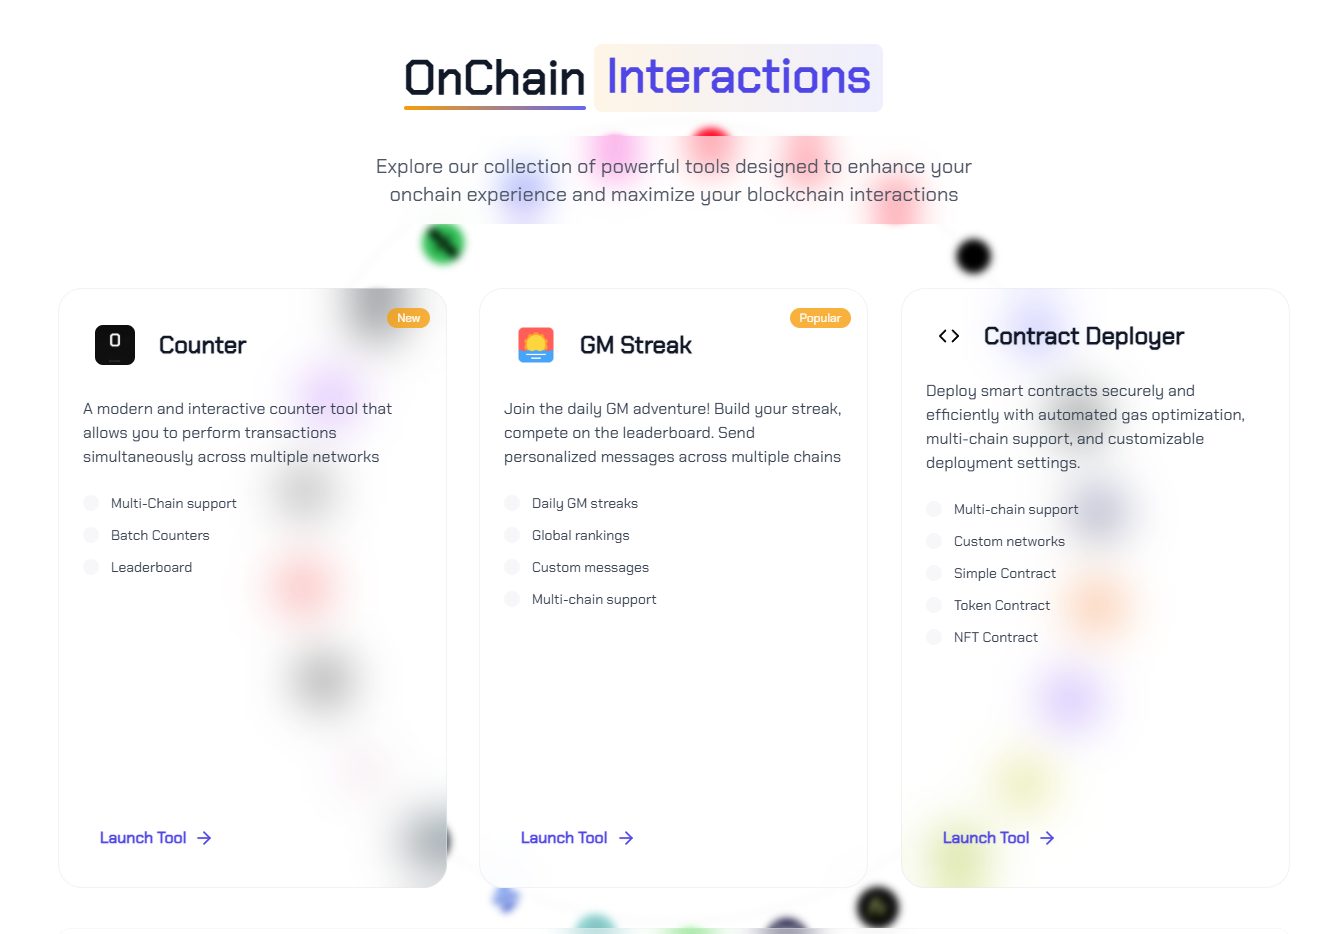 OnChain Interactions
Explore our collection of powerful tools designed to enhance your
onchain experience and maximize your blockchain interactions
New
0
Counter
A modern and interactive counter tool that
allows you to perform transactions
simultaneously across multiple networks
Multi-Chain support
Batch Counters
Leaderboard
Launch Tool
Popular
GM Streak
Join the daily GM adventure! Build your streak,
compete on the leaderboard. Send
personalized messages across multiple chains
Daily GM streaks
Global rankings
Custom messages
Multi-chain support
Launch Tool
Contract Deployer
Deploy smart contracts securely and
efficiently with automated gas optimization,
multi-chain support, and customizable
deployment settings.
Multi-chain support
Custom networks
Simple Contract
Token Contract
NFT Contract
Launch Tool